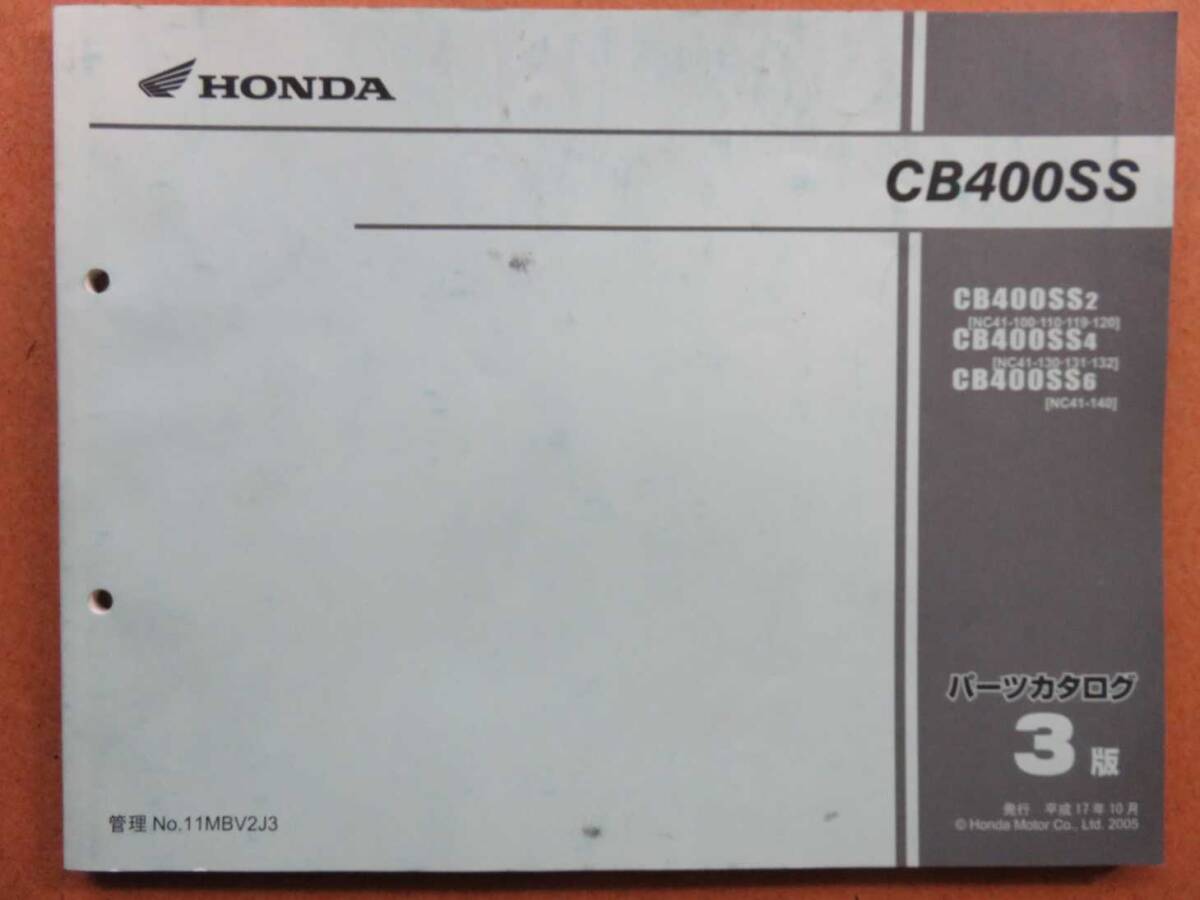 HONDA
CB400SS
CB400SS2
[NC41-100·110·119·120]
CB400SS4
[NC41-130·131·132]
CB400SS6
[NC41-140]
パーツカタログ
3版
発行 平成17年10月
© Honda Motor Co., Ltd. 2005
管理 No.11MBV2J3